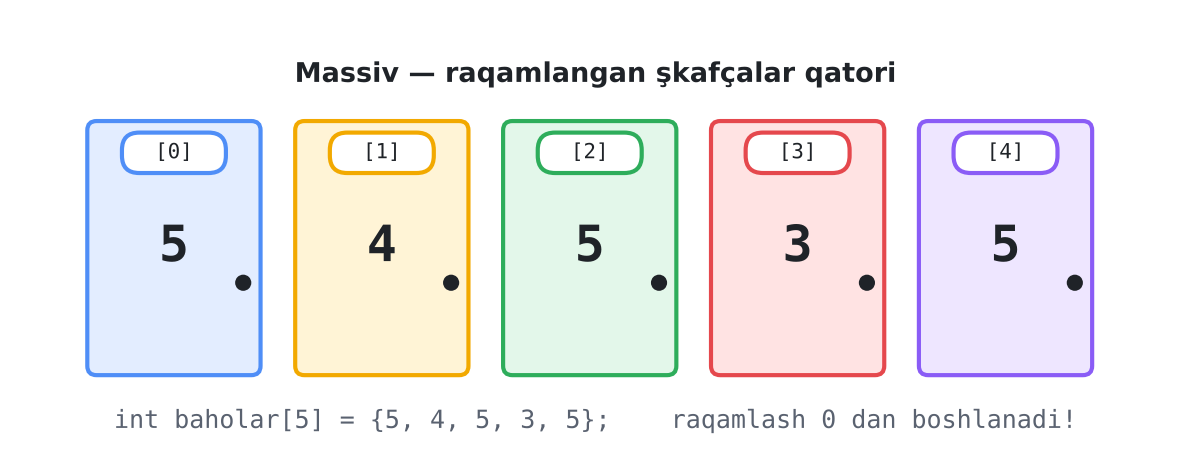 Massiv — raqamlangan şkafçalar qatori
[0] [1] [2] [3] [4]
5 4 5 3 5
int baholar[5] = {5, 4, 5, 3, 5}; raqamlash 0 dan boshlanadi!